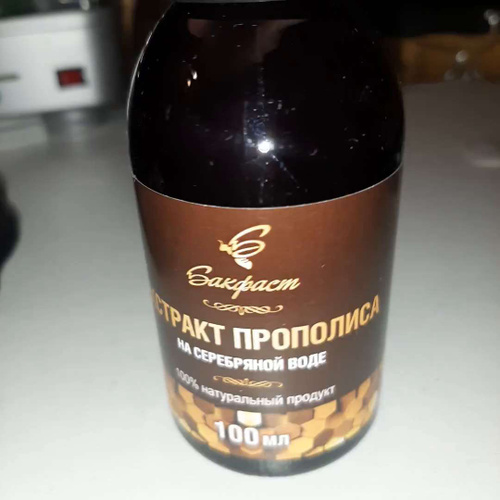 Бакфаст
СТРАКТ ПРОПОЛИСА
НА СЕРЕБРЯНОЙ ВОДЕ
100% натуральный продукт
100 мл